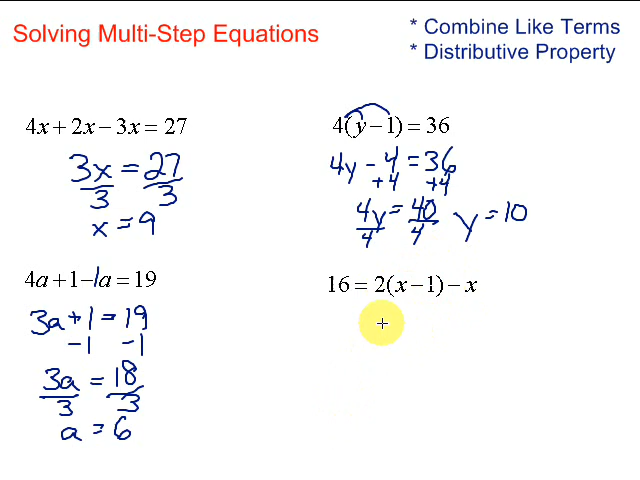 Solving Multi-Step Equations
* Combine Like Terms
* Distributive Property
4x + 2x − 3x = 27
3x = 27
3 3
x = 9
4(y − 1) = 36
4y − 4 = 36
+4 +4
4y = 40 y = 10
4 4
4a + 1 − 1a = 19
3a + 1 = 19
−1 −1
3a = 18
3 3
a = 6
16 = 2(x − 1) − x